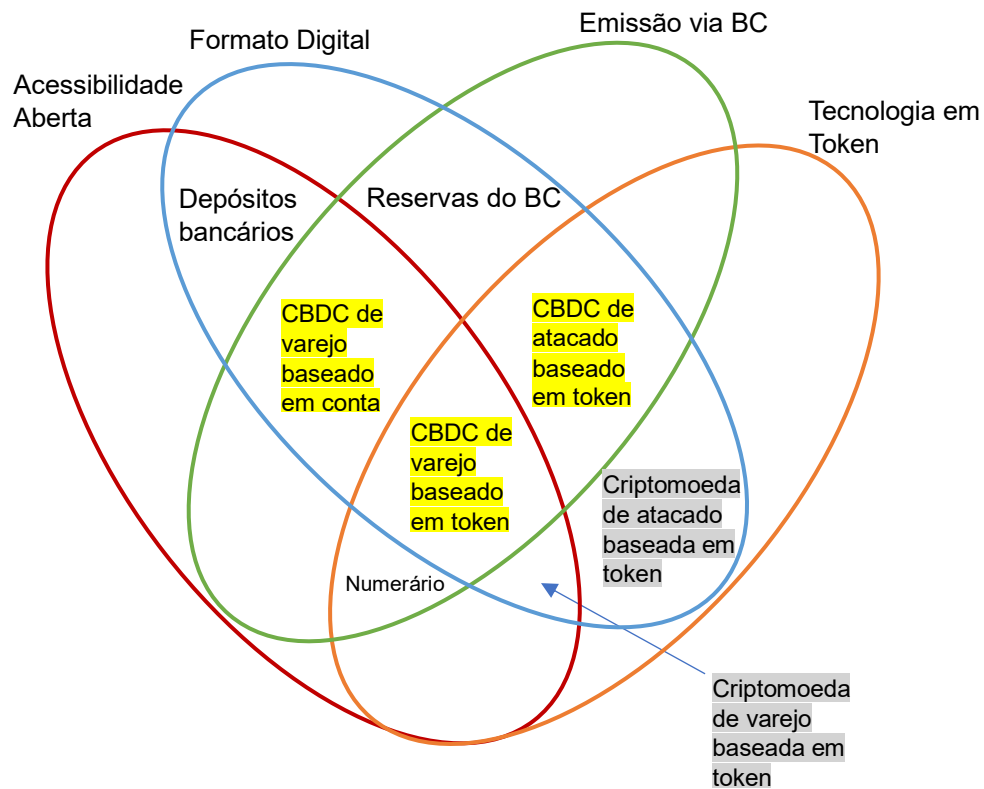 Emissão via BC
Formato Digital
Acessibilidade
Aberta
Tecnologia em
Token
Depósitos
bancários
Reservas do BC
CBDC de
varejo
baseado
em conta
CBDC de
atacado
baseado
em token
CBDC de
varejo
baseado
em token
Criptomoeda
de atacado
baseada em
token
Numerário
Criptomoeda
de varejo
baseada em
token